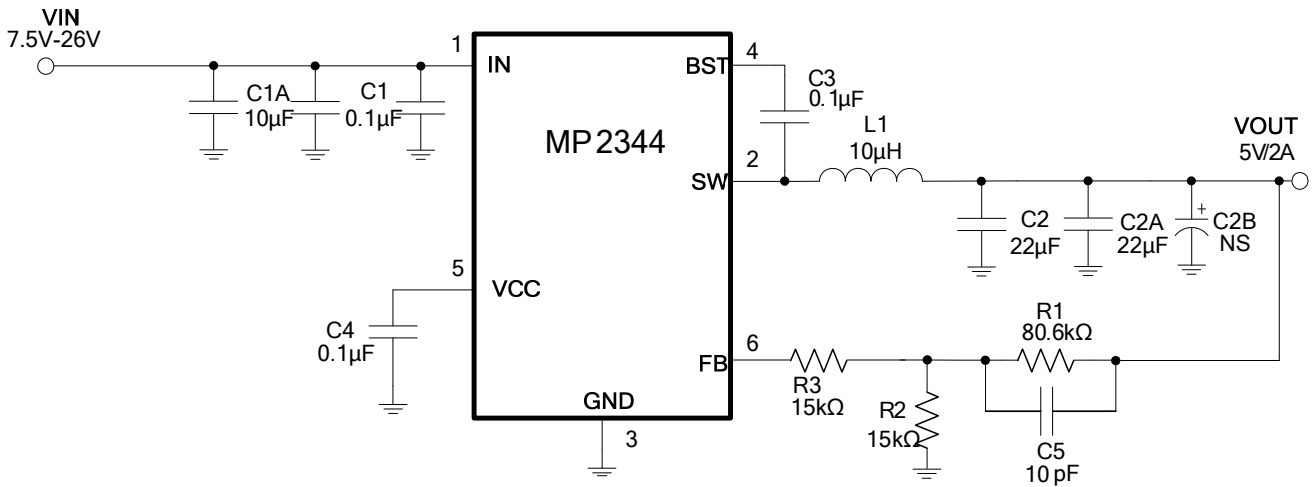 VIN
7.5V-26V
1
IN
C1A
10µF
C1
0.1µF
MP2344
BST
4
C3
0.1µF
L1
10µH
SW
2
VOUT
5V/2A
C2
22µF
C2A
22µF
+
C2B
NS
5
VCC
C4
0.1µF
FB
6
R3
15kΩ
R2
15kΩ
R1
80.6kΩ
C5
10 pF
GND
3